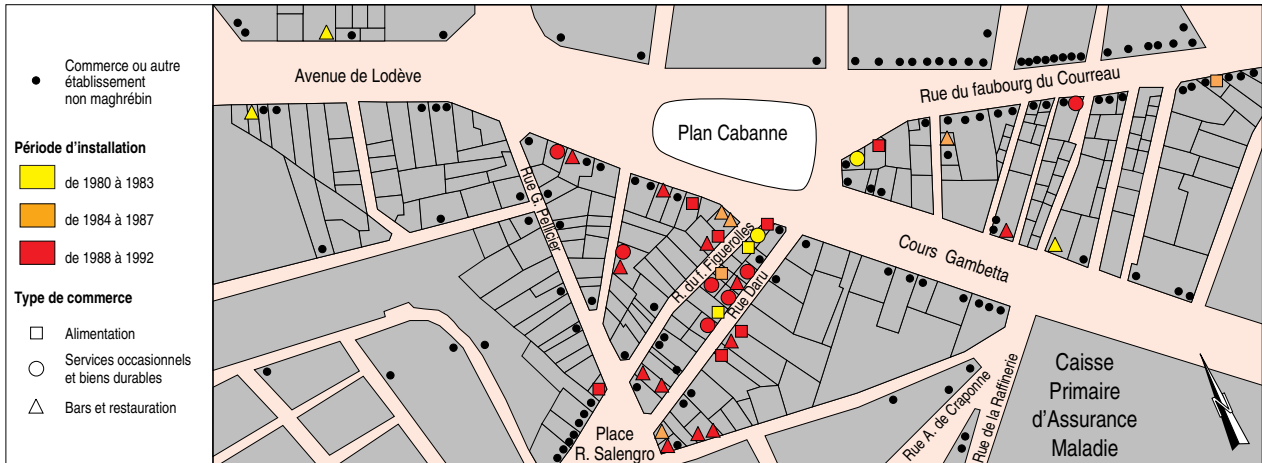 Commerce ou autre
établissement
non maghrébin
Période d'installation
de 1980 à 1983
de 1984 à 1987
de 1988 à 1992
Type de commerce
Alimentation
Services occasionnels
et biens durables
Bars et restauration
Avenue de Lodève
Rue du faubourg du Courreau
Plan Cabanne
Rue G. Pellicier
R. du f. Figuerolles
Rue Daru
Cours Gambetta
Place
R. Salengro
Rue A. de Craponne
Rue de la Raffinerie
Caisse
Primaire
d'Assurance
Maladie
N